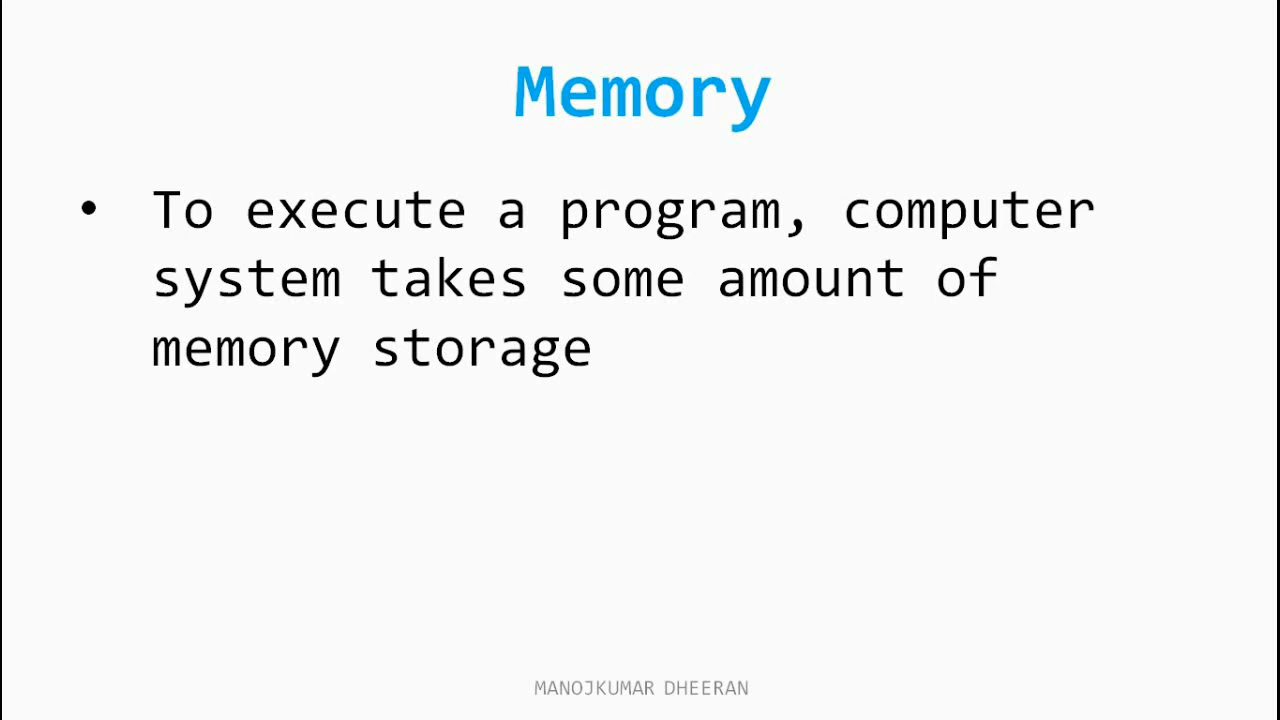 Memory
• To execute a program, computer
system takes some amount of
memory storage
MANOJKUMAR DHEERAN